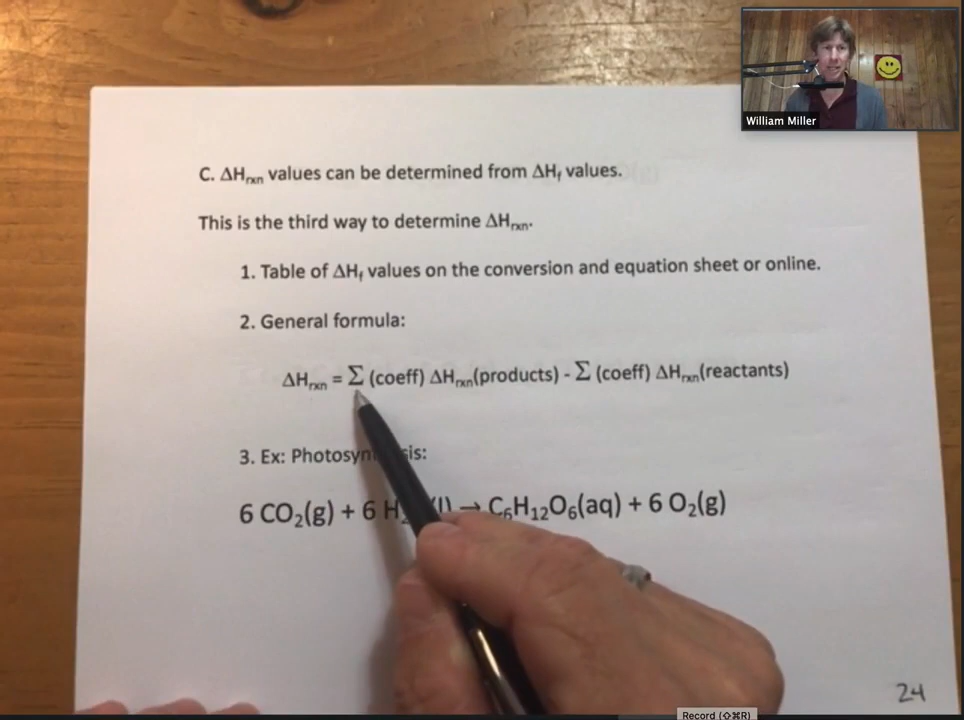 William Miller
C. ΔHrxn values can be determined from ΔHf values.
This is the third way to determine ΔHrxn.
1. Table of ΔHf values on the conversion and equation sheet or online.
2. General formula:
ΔHrxn = Σ (coeff) ΔHrxn(products) - Σ (coeff) ΔHrxn(reactants)
3. Ex:
6 CO₂(g) + 6 (l) → C₆H₁₂O₆(aq) + 6 O₂(g)
24
Record (⇧⌘R)